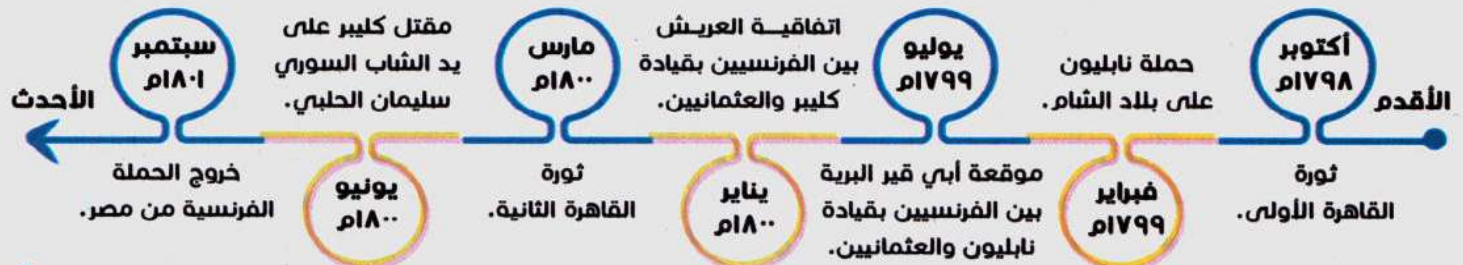 الأقدم
أكتوبر
١٧٩٨م
ثورة
القاهرة الأولى.
حملة نابليون
على بلاد الشام.
فبراير
١٧٩٩م
يوليو
١٧٩٩م
موقعة أبي قير البرية
بين الفرنسيين بقيادة
نابليون والعثمانيين.
اتفاقيــة العريـش
بين الفرنسيين بقيادة
كليبر والعثمانيين.
يناير
١٨٠٠م
مارس
١٨٠٠م
ثورة
القاهرة الثانية.
مقتل كليبر على
يد الشاب السوري
سليمان الحلبي.
يونيو
١٨٠٠م
سبتمبر
١٨٠١م
خروج الحملة
الفرنسية من مصر.
الأحدث